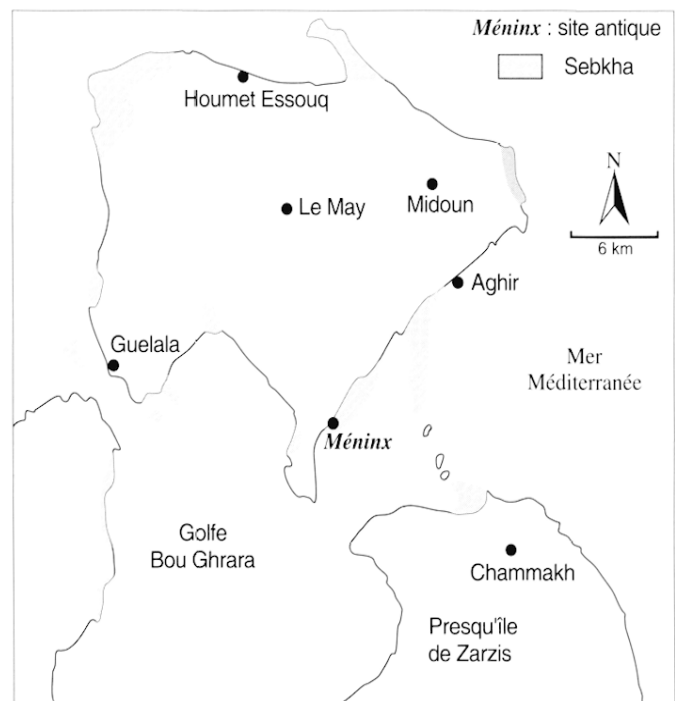 Méninx : site antique
Sebkha
Houmet Essouq
N
Le May
Midoun
6 km
Aghir
Guelala
Mer
Méditerranée
Méninx
Golfe
Bou Ghrara
Chammakh
Presqu'île
de Zarzis